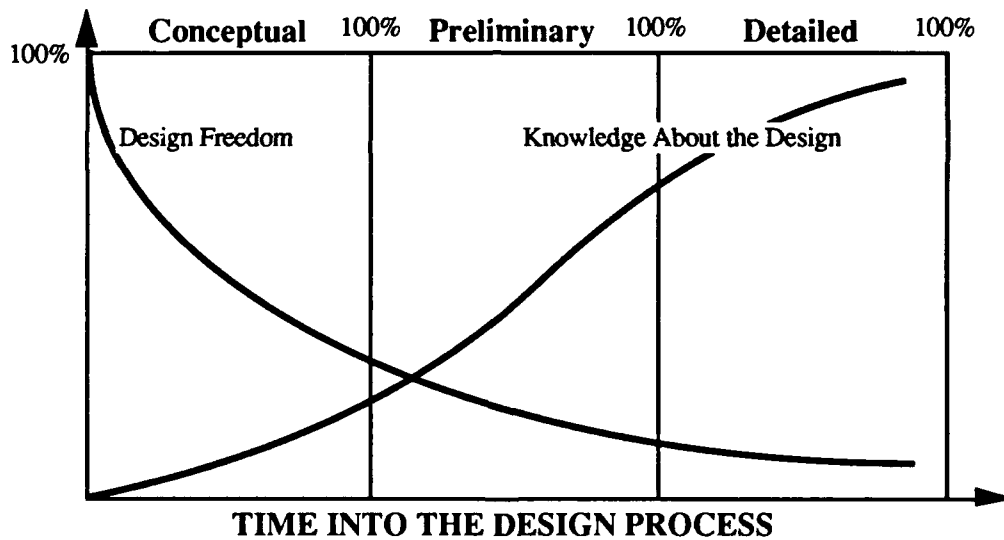 Conceptual 100% Preliminary 100% Detailed 100%
100%
Design Freedom Knowledge About the Design
TIME INTO THE DESIGN PROCESS